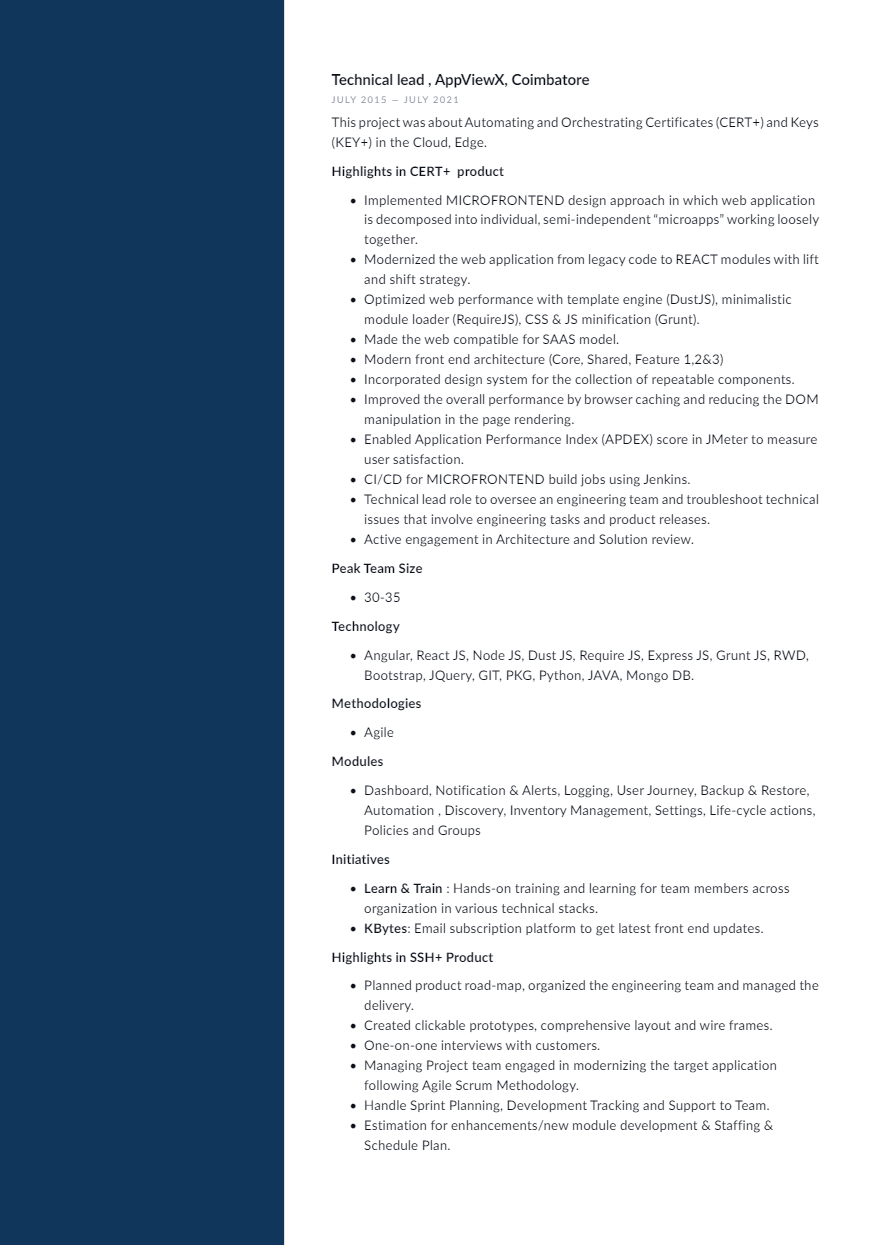 Technical lead , AppViewX, Coimbatore
JULY 2015 — JULY 2021
This project was about Automating and Orchestrating Certificates (CERT+) and Keys
(KEY+) in the Cloud, Edge.
Highlights in CERT+ product
• Implemented MICROFRONTEND design approach in which web application
is decomposed into individual, semi-independent “microapps” working loosely
together.
• Modernized the web application from legacy code to REACT modules with lift
and shift strategy.
• Optimized web performance with template engine (DustJS), minimalistic
module loader (RequireJS), CSS & JS minification (Grunt).
• Made the web compatible for SAAS model.
• Modern front end architecture (Core, Shared, Feature 1,2&3)
• Incorporated design system for the collection of repeatable components.
• Improved the overall performance by browser caching and reducing the DOM
manipulation in the page rendering.
• Enabled Application Performance Index (APDEX) score in JMeter to measure
user satisfaction.
• CI/CD for MICROFRONTEND build jobs using Jenkins.
• Technical lead role to oversee an engineering team and troubleshoot technical
issues that involve engineering tasks and product releases.
• Active engagement in Architecture and Solution review.
Peak Team Size
• 30-35
Technology
• Angular, React JS, Node JS, Dust JS, Require JS, Express JS, Grunt JS, RWD,
Bootstrap, JQuery, GIT, PKG, Python, JAVA, Mongo DB.
Methodologies
• Agile
Modules
• Dashboard, Notification & Alerts, Logging, User Journey, Backup & Restore,
Automation , Discovery, Inventory Management, Settings, Life-cycle actions,
Policies and Groups
Initiatives
• Learn & Train : Hands-on training and learning for team members across
organization in various technical stacks.
• KBytes: Email subscription platform to get latest front end updates.
Highlights in SSH+ Product
• Planned product road-map, organized the engineering team and managed the
delivery.
• Created clickable prototypes, comprehensive layout and wire frames.
• One-on-one interviews with customers.
• Managing Project team engaged in modernizing the target application
following Agile Scrum Methodology.
• Handle Sprint Planning, Development Tracking and Support to Team.
• Estimation for enhancements/new module development & Staffing &
Schedule Plan.